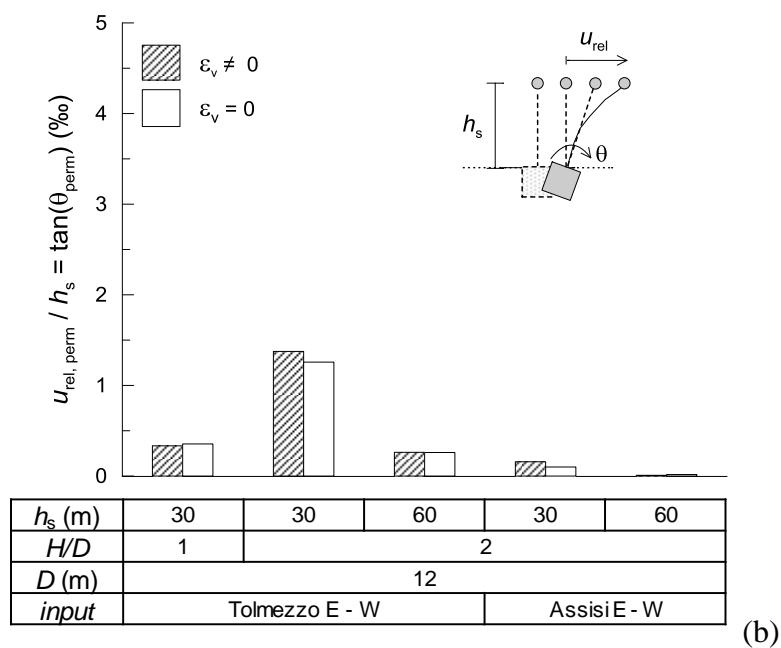 5
4
3
2
1
0
u_rel, perm / h_s = tan(θ_perm) (‰)
ε_v ≠ 0
ε_v = 0
u_rel
h_s
θ
h_s (m) 30 30 60 30 60
H/D 1 2
D (m) 12
input Tolmezzo E - W Assisi E - W
(b)